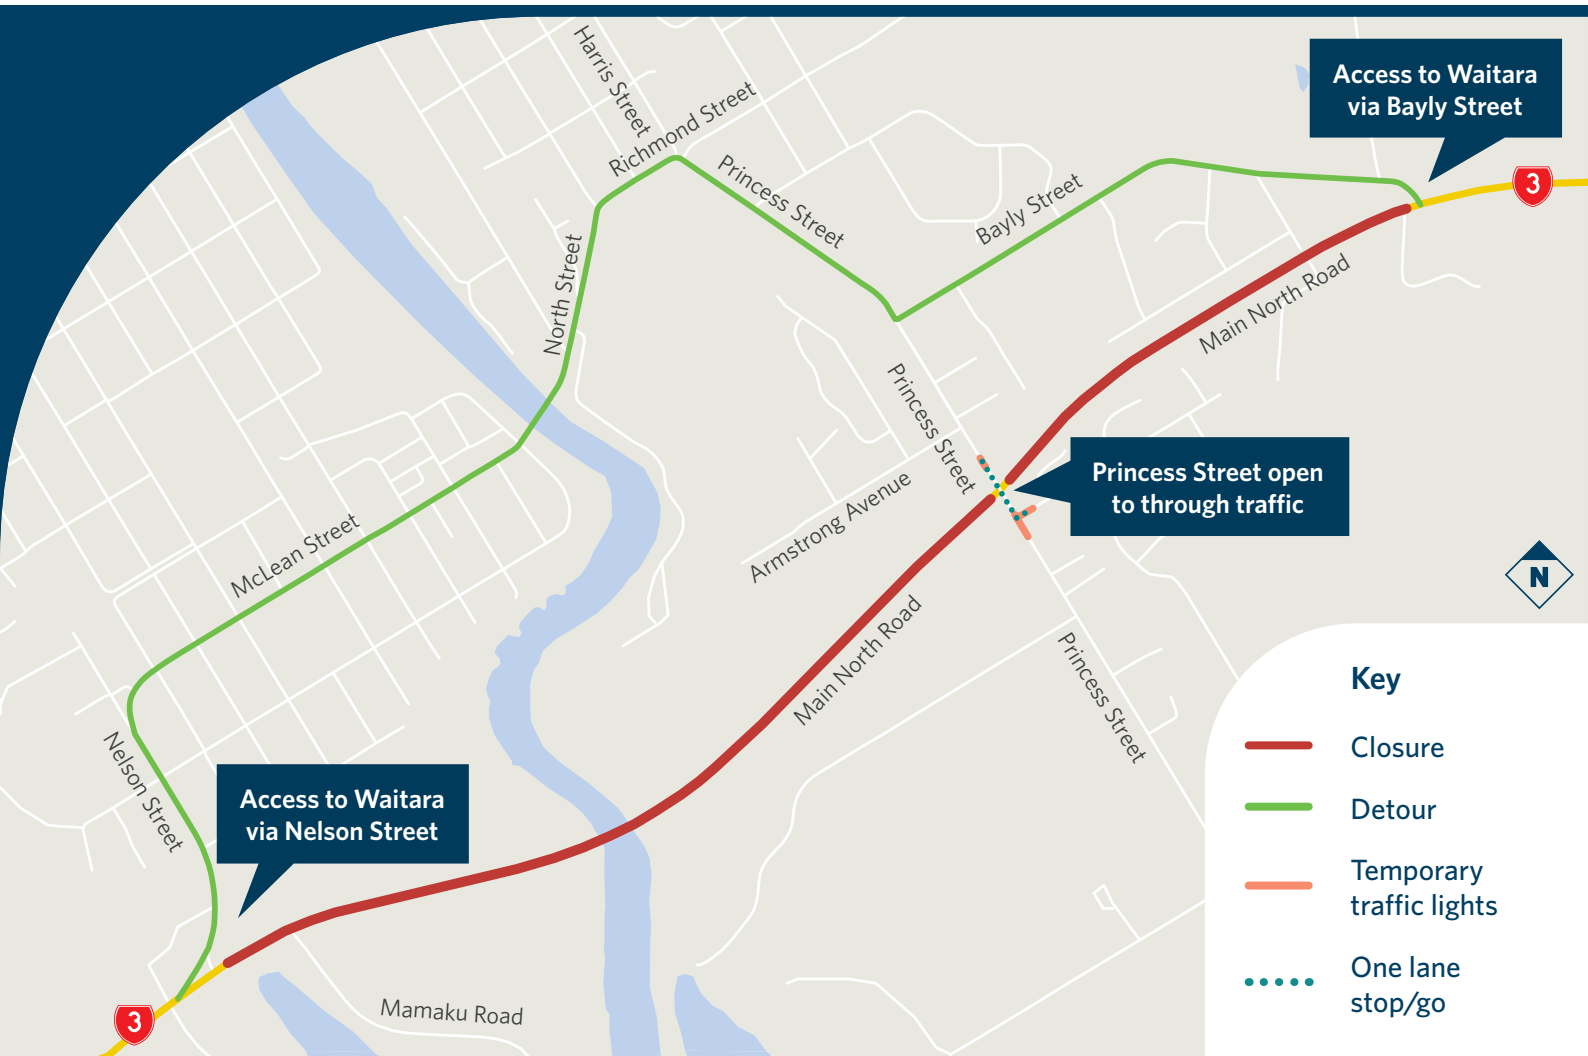 Harris Street
Richmond Street
Access to Waitara
via Bayly Street
3
Princess Street
Bayly Street
North Street
Main North Road
Princess Street
Princess Street open
to through traffic
Armstrong Avenue
McLean Street
N
Main North Road
Princess Street
Nelson Street
Access to Waitara
via Nelson Street
3
Mamaku Road
Key
Closure
Detour
Temporary
traffic lights
One lane
stop/go